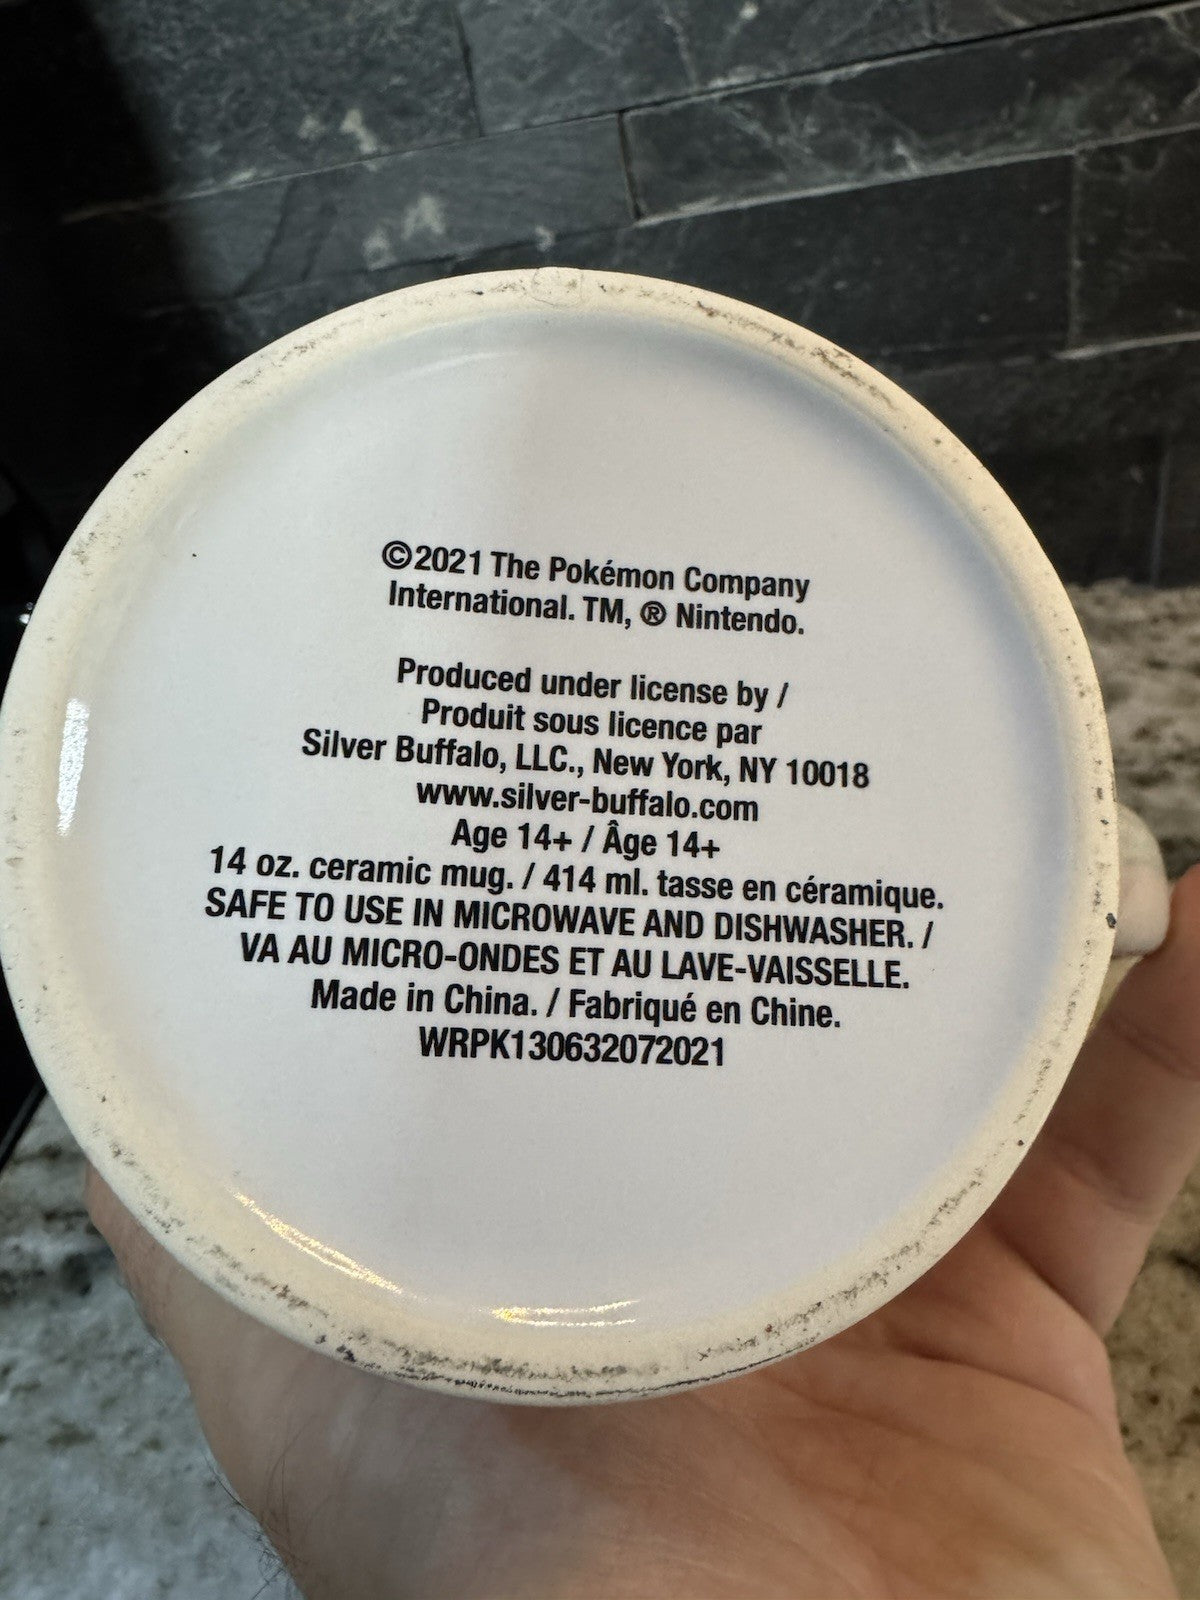 ©2021 The Pokémon Company
International. TM, ® Nintendo.
Produced under license by /
Produit sous licence par
Silver Buffalo, LLC., New York, NY 10018
www.silver-buffalo.com
Age 14+ / Âge 14+
14 oz. ceramic mug. / 414 ml. tasse en céramique.
SAFE TO USE IN MICROWAVE AND DISHWASHER. /
VA AU MICRO-ONDES ET AU LAVE-VAISSELLE.
Made in China. / Fabriqué en Chine.
WRPK130632072021